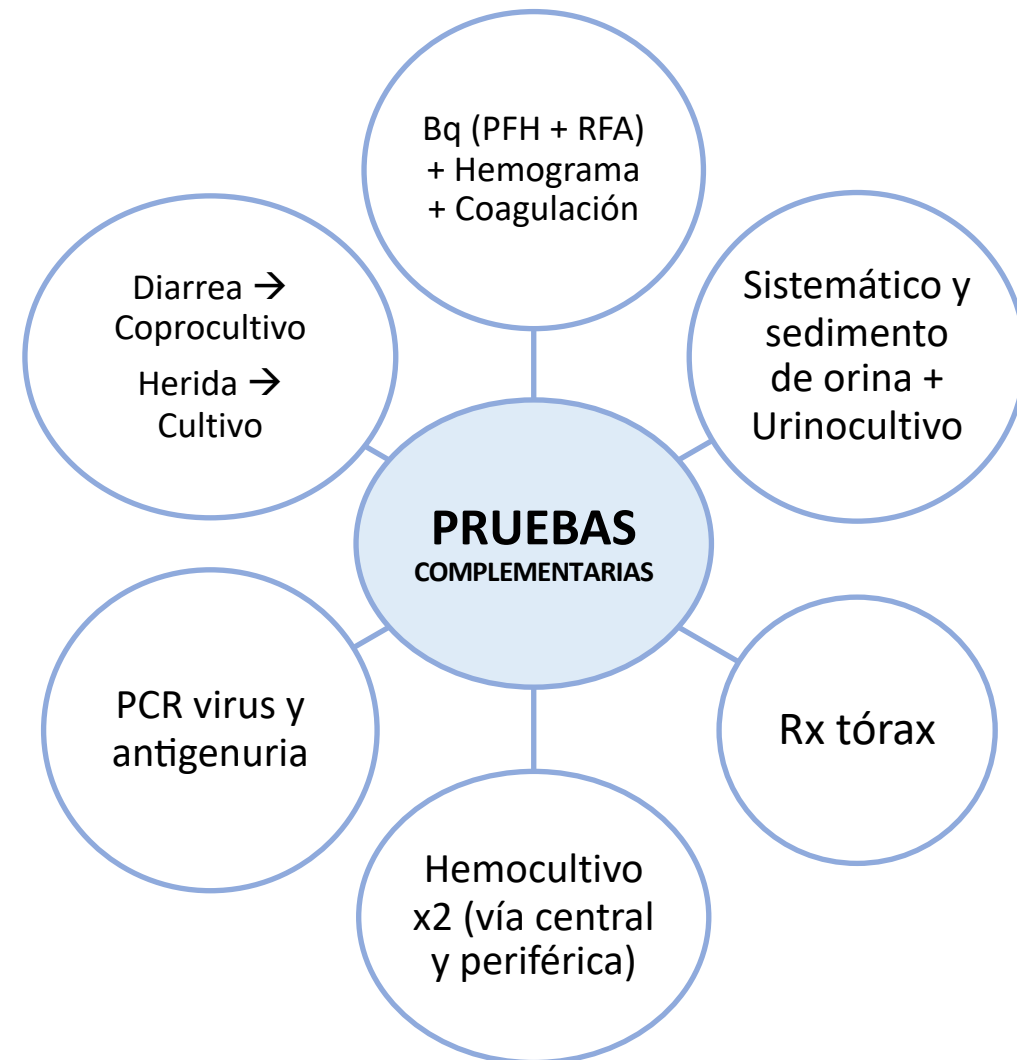 Bq (PFH + RFA)
+ Hemograma
+ Coagulación
Sistemático y
sedimento
de orina +
Urinocultivo
Rx tórax
Hemocultivo
x2 (vía central
y periférica)
PCR virus y
antigenuria
Diarrea →
Coprocultivo
Herida →
Cultivo
PRUEBAS
COMPLEMENTARIAS